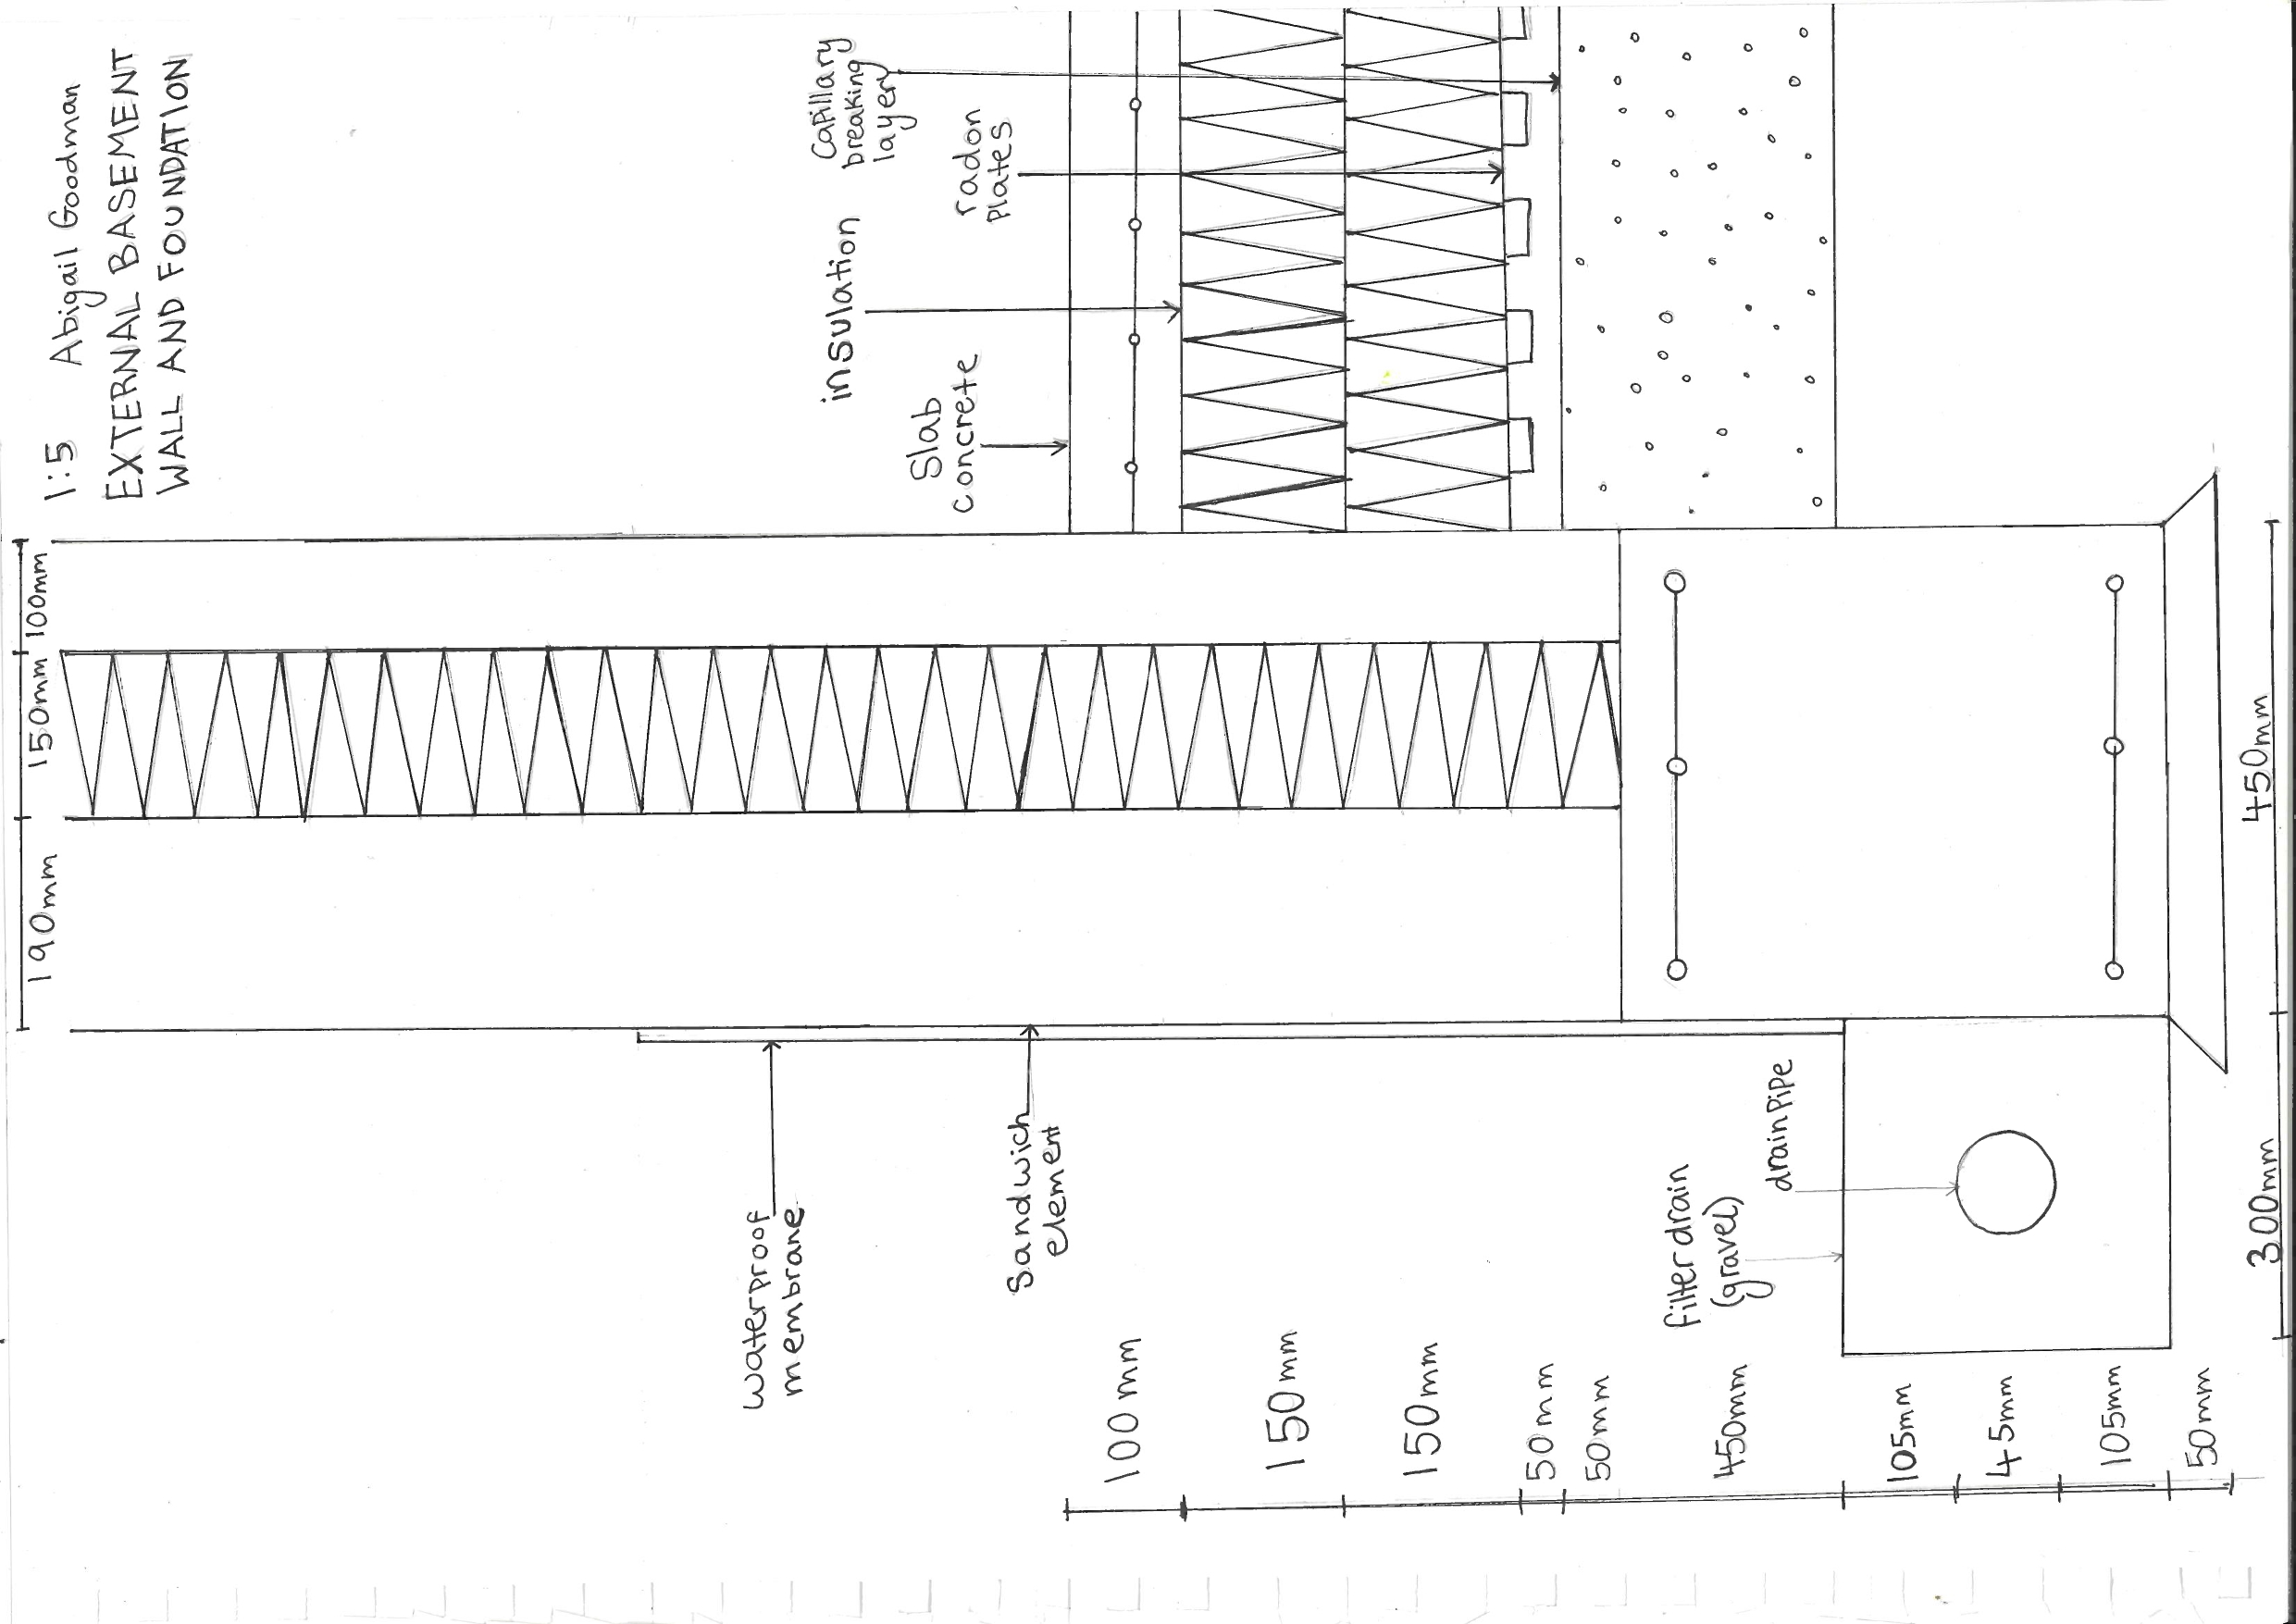 1:5 Abigail Goodman
EXTERNAL BASEMENT
WALL AND FOUNDATION
190mm
150mm
100mm
Capillary
breaking
layer
radon
plates
insulation
Slab
concrete
Waterproof
membrane
Sandwich
element
filter drain
(gravel)
drain pipe
100mm
150mm
150mm
50mm
50mm
450mm
105mm
45mm
105mm
50mm
300mm
450mm